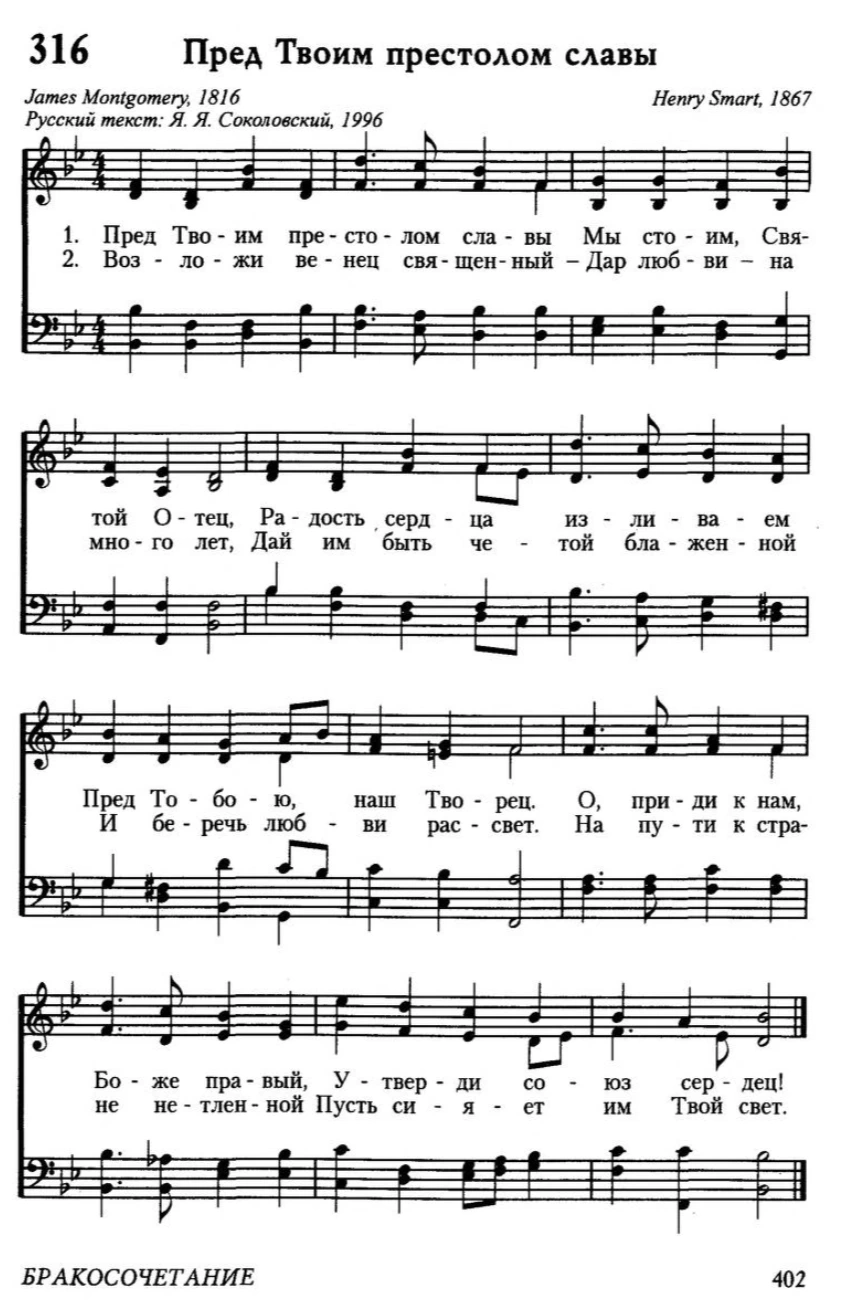 316 Пред Твоим престолом славы
James Montgomery, 1816 Henry Smart, 1867
Русский текст: Я. Я. Соколовский, 1996
1. Пред Тво - им пре - сто - лом сла - вы Мы сто - им, Свя-
2. Воз - ло - жи ве - нец свя - щен - ный – Дар люб - ви – на
той О - тец, Ра - дость серд - ца из - ли - ва - ем
мно - го лет, Дай им быть че - той бла - жен - ной
Пред То - бо - ю, наш Тво - рец. О, при - ди к нам,
И бе - речь люб - ви рас - свет. На пу - ти к стра-
Бо - же пра - вый, У - твер - ди со - юз сер - дец!
не не - тлен - ной Пусть си - я - ет им Твой свет.
БРАКОСОЧЕТАНИЕ 402